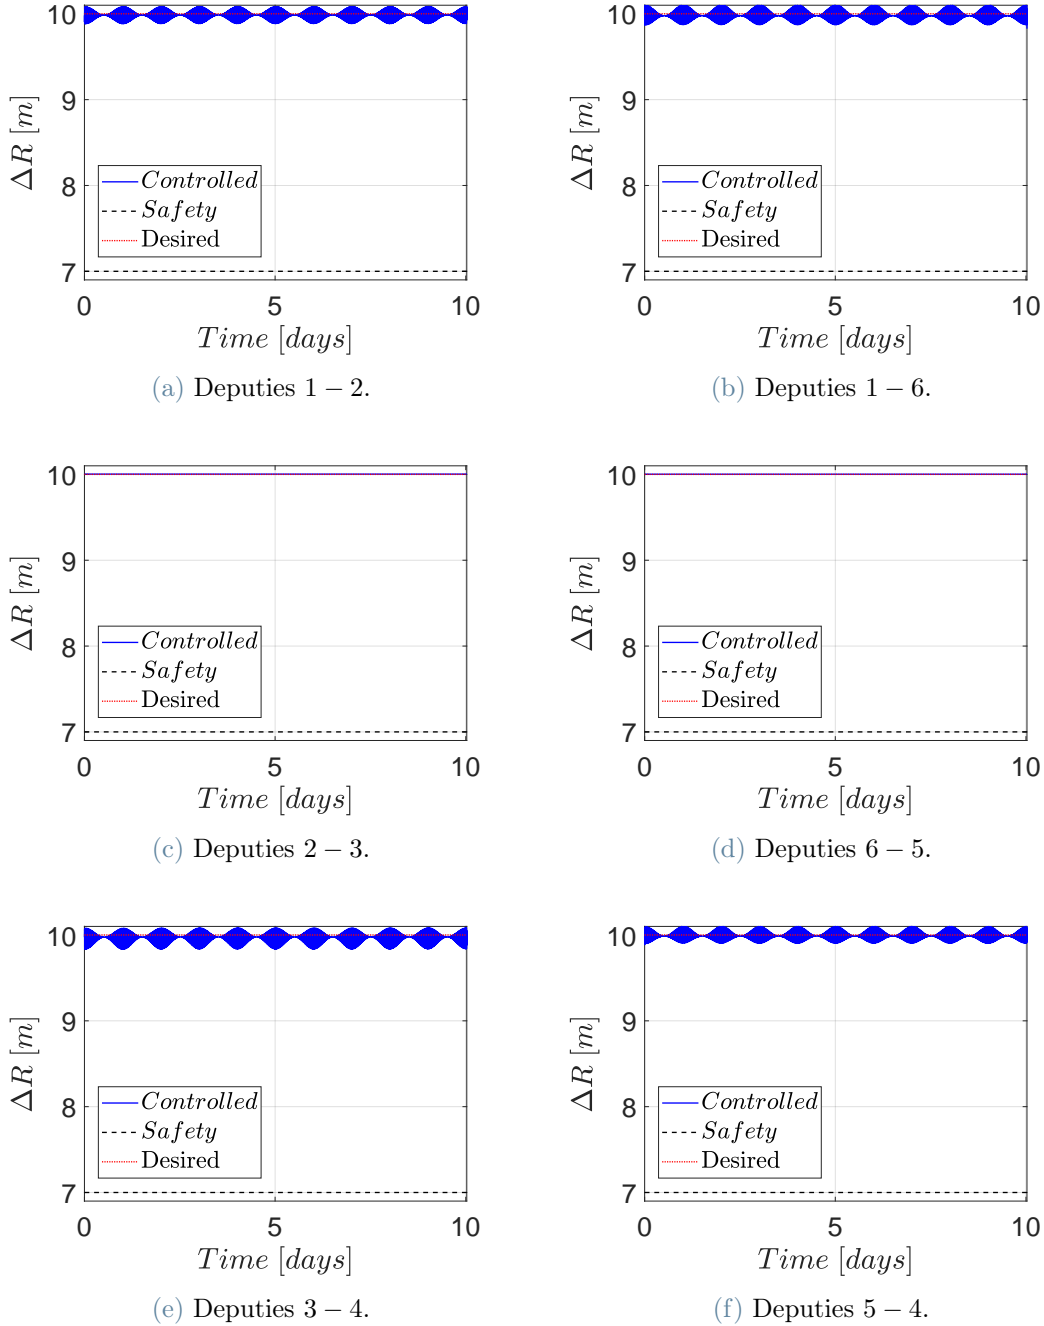 10
9
8
7
ΔR [m]
Controlled
Safety
Desired
0 5 10
Time [days]
(a) Deputies 1 − 2.
10
9
8
7
ΔR [m]
Controlled
Safety
Desired
0 5 10
Time [days]
(b) Deputies 1 − 6.
10
9
8
7
ΔR [m]
Controlled
Safety
Desired
0 5 10
Time [days]
(c) Deputies 2 − 3.
10
9
8
7
ΔR [m]
Controlled
Safety
Desired
0 5 10
Time [days]
(d) Deputies 6 − 5.
10
9
8
7
ΔR [m]
Controlled
Safety
Desired
0 5 10
Time [days]
(e) Deputies 3 − 4.
10
9
8
7
ΔR [m]
Controlled
Safety
Desired
0 5 10
Time [days]
(f) Deputies 5 − 4.